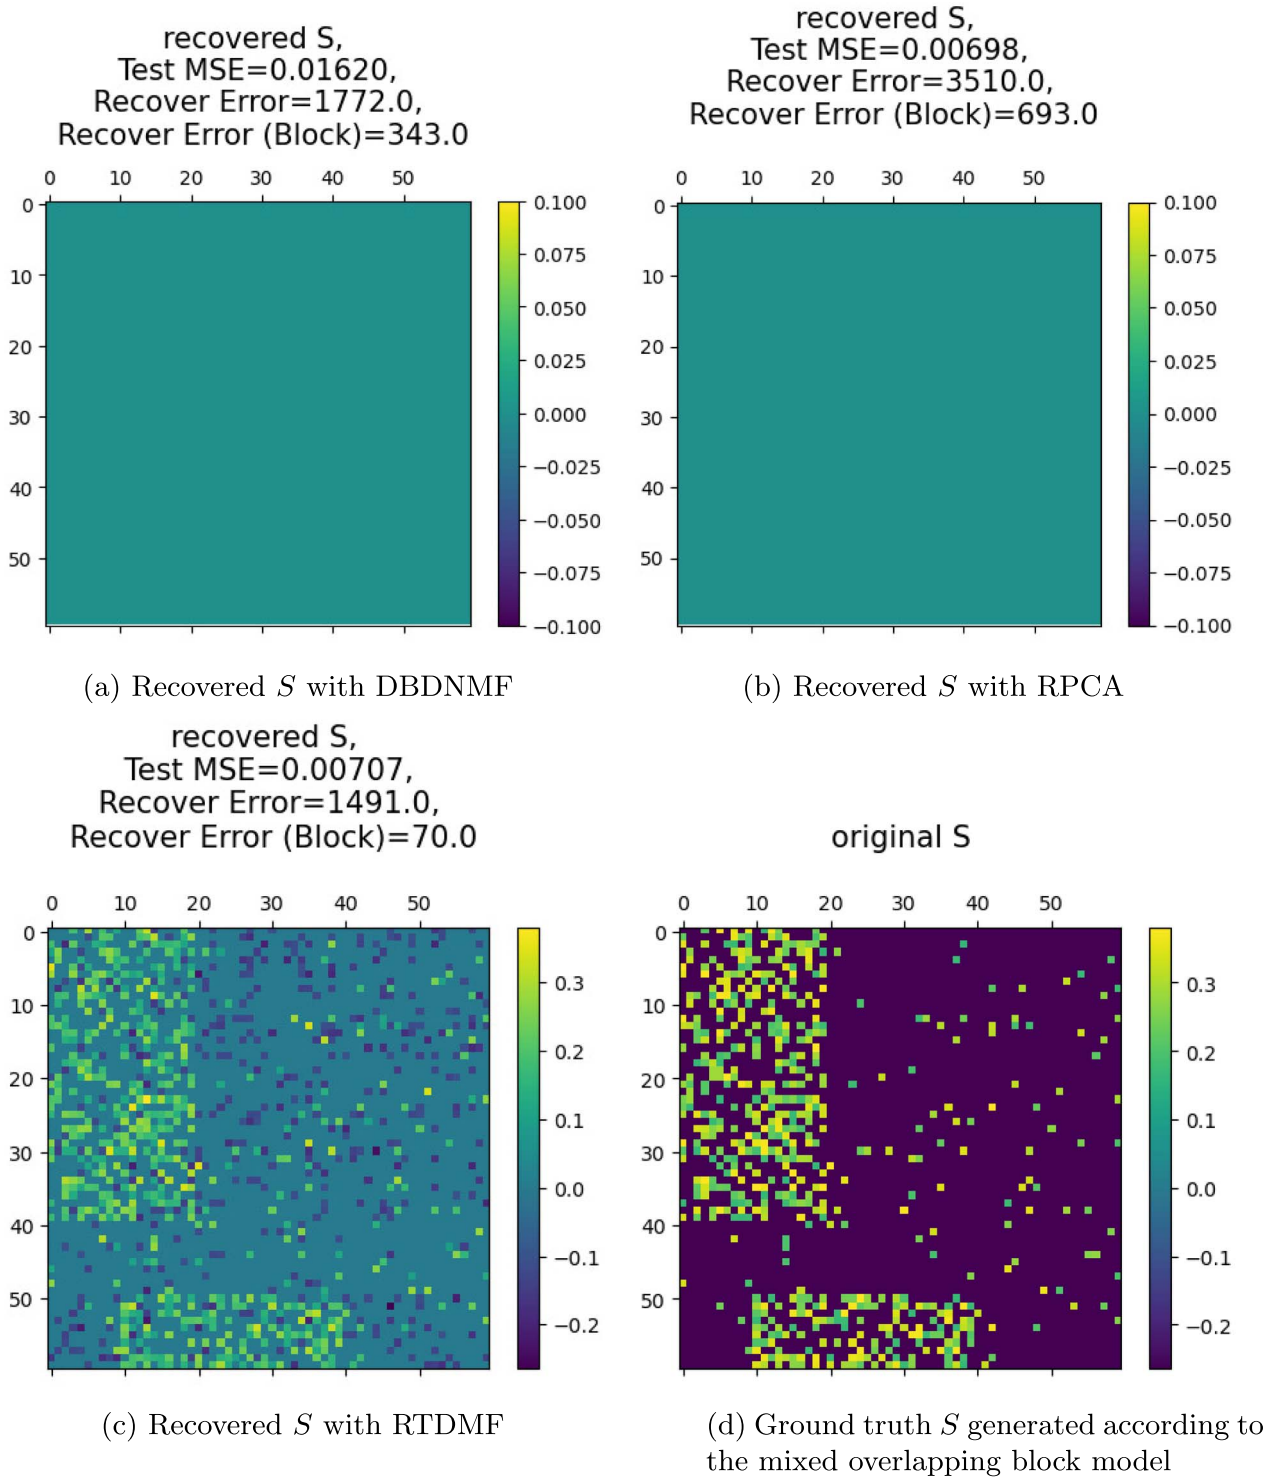 recovered S,
Test MSE=0.01620,
Recover Error=1772.0,
Recover Error (Block)=343.0
0 10 20 30 40 50
0
10
20
30
40
50
0.100
0.075
0.050
0.025
0.000
−0.025
−0.050
−0.075
−0.100
(a) Recovered S with DBDNMF
recovered S,
Test MSE=0.00698,
Recover Error=3510.0,
Recover Error (Block)=693.0
0 10 20 30 40 50
0
10
20
30
40
50
0.100
0.075
0.050
0.025
0.000
−0.025
−0.050
−0.075
−0.100
(b) Recovered S with RPCA
recovered S,
Test MSE=0.00707,
Recover Error=1491.0,
Recover Error (Block)=70.0
0 10 20 30 40 50
0
10
20
30
40
50
0.3
0.2
0.1
0.0
−0.1
−0.2
(c) Recovered S with RTDMF
original S
0 10 20 30 40 50
0
10
20
30
40
50
0.3
0.2
0.1
0.0
−0.1
−0.2
(d) Ground truth S generated according to
the mixed overlapping block model